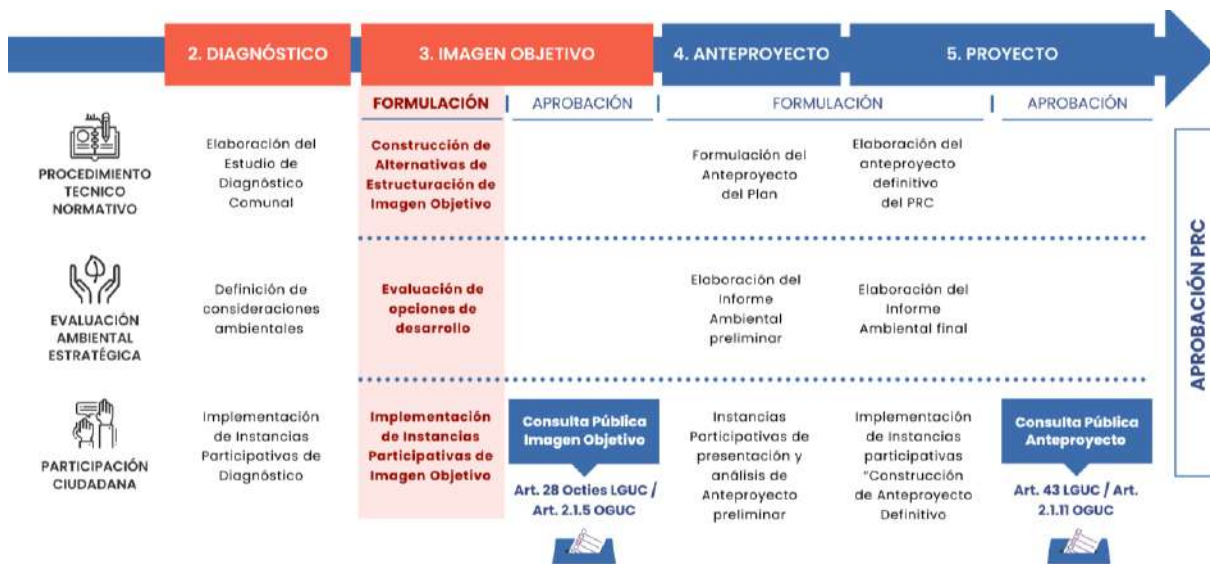 2. DIAGNÓSTICO
3. IMAGEN OBJETIVO
4. ANTEPROYECTO
5. PROYECTO
FORMULACIÓN
APROBACIÓN
FORMULACIÓN
APROBACIÓN
PROCEDIMIENTO
TECNICO
NORMATIVO
Elaboración del
Estudio de
Diagnóstico
Comunal
Construcción de
Alternativas de
Estructuración de
Imagen Objetivo
Formulación del
Anteproyecto
del Plan
Elaboración del
anteproyecto
definitivo
del PRC
EVALUACIÓN
AMBIENTAL
ESTRATÉGICA
Definición de
consideraciones
ambientales
Evaluación de
opciones de
desarrollo
Elaboración del
Informe
Ambiental
preliminar
Elaboración del
Informe
Ambiental final
PARTICIPACIÓN
CIUDADANA
Implementación
de Instancias
Participativas de
Diagnóstico
Implementación
de Instancias
Participativas de
Imagen Objetivo
Consulta Pública
Imagen Objetivo
Art. 28 Octies LGUC /
Art. 2.1.5 OGUC
Instancias
Participativas de
presentación y
análisis de
Anteproyecto
preliminar
Implementación
de Instancias
participativas
"Construcción
de Anteproyecto
Definitivo
Consulta Pública
Anteproyecto
Art. 43 LGUC / Art.
2.1.11 OGUC
APROBACIÓN PRC